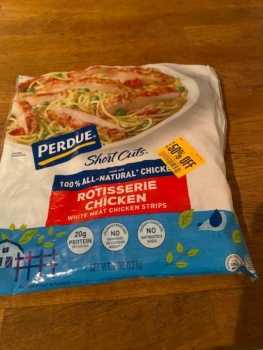 PERDUE
Short Cuts
50% OFF
100% ALL-NATURAL* CHICKEN
ROTISSERIE
CHICKEN
WHITE MEAT CHICKEN STRIPS
20g
PROTEIN
NO
NO
ANTIBIOTICS
EVER
NET WT.
OZ (227g)